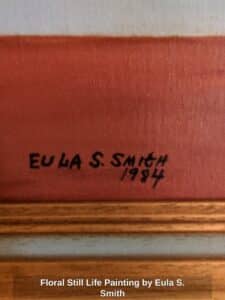 EULA S. SMITH
1984
Floral Still Life Painting by Eula S.
Smith